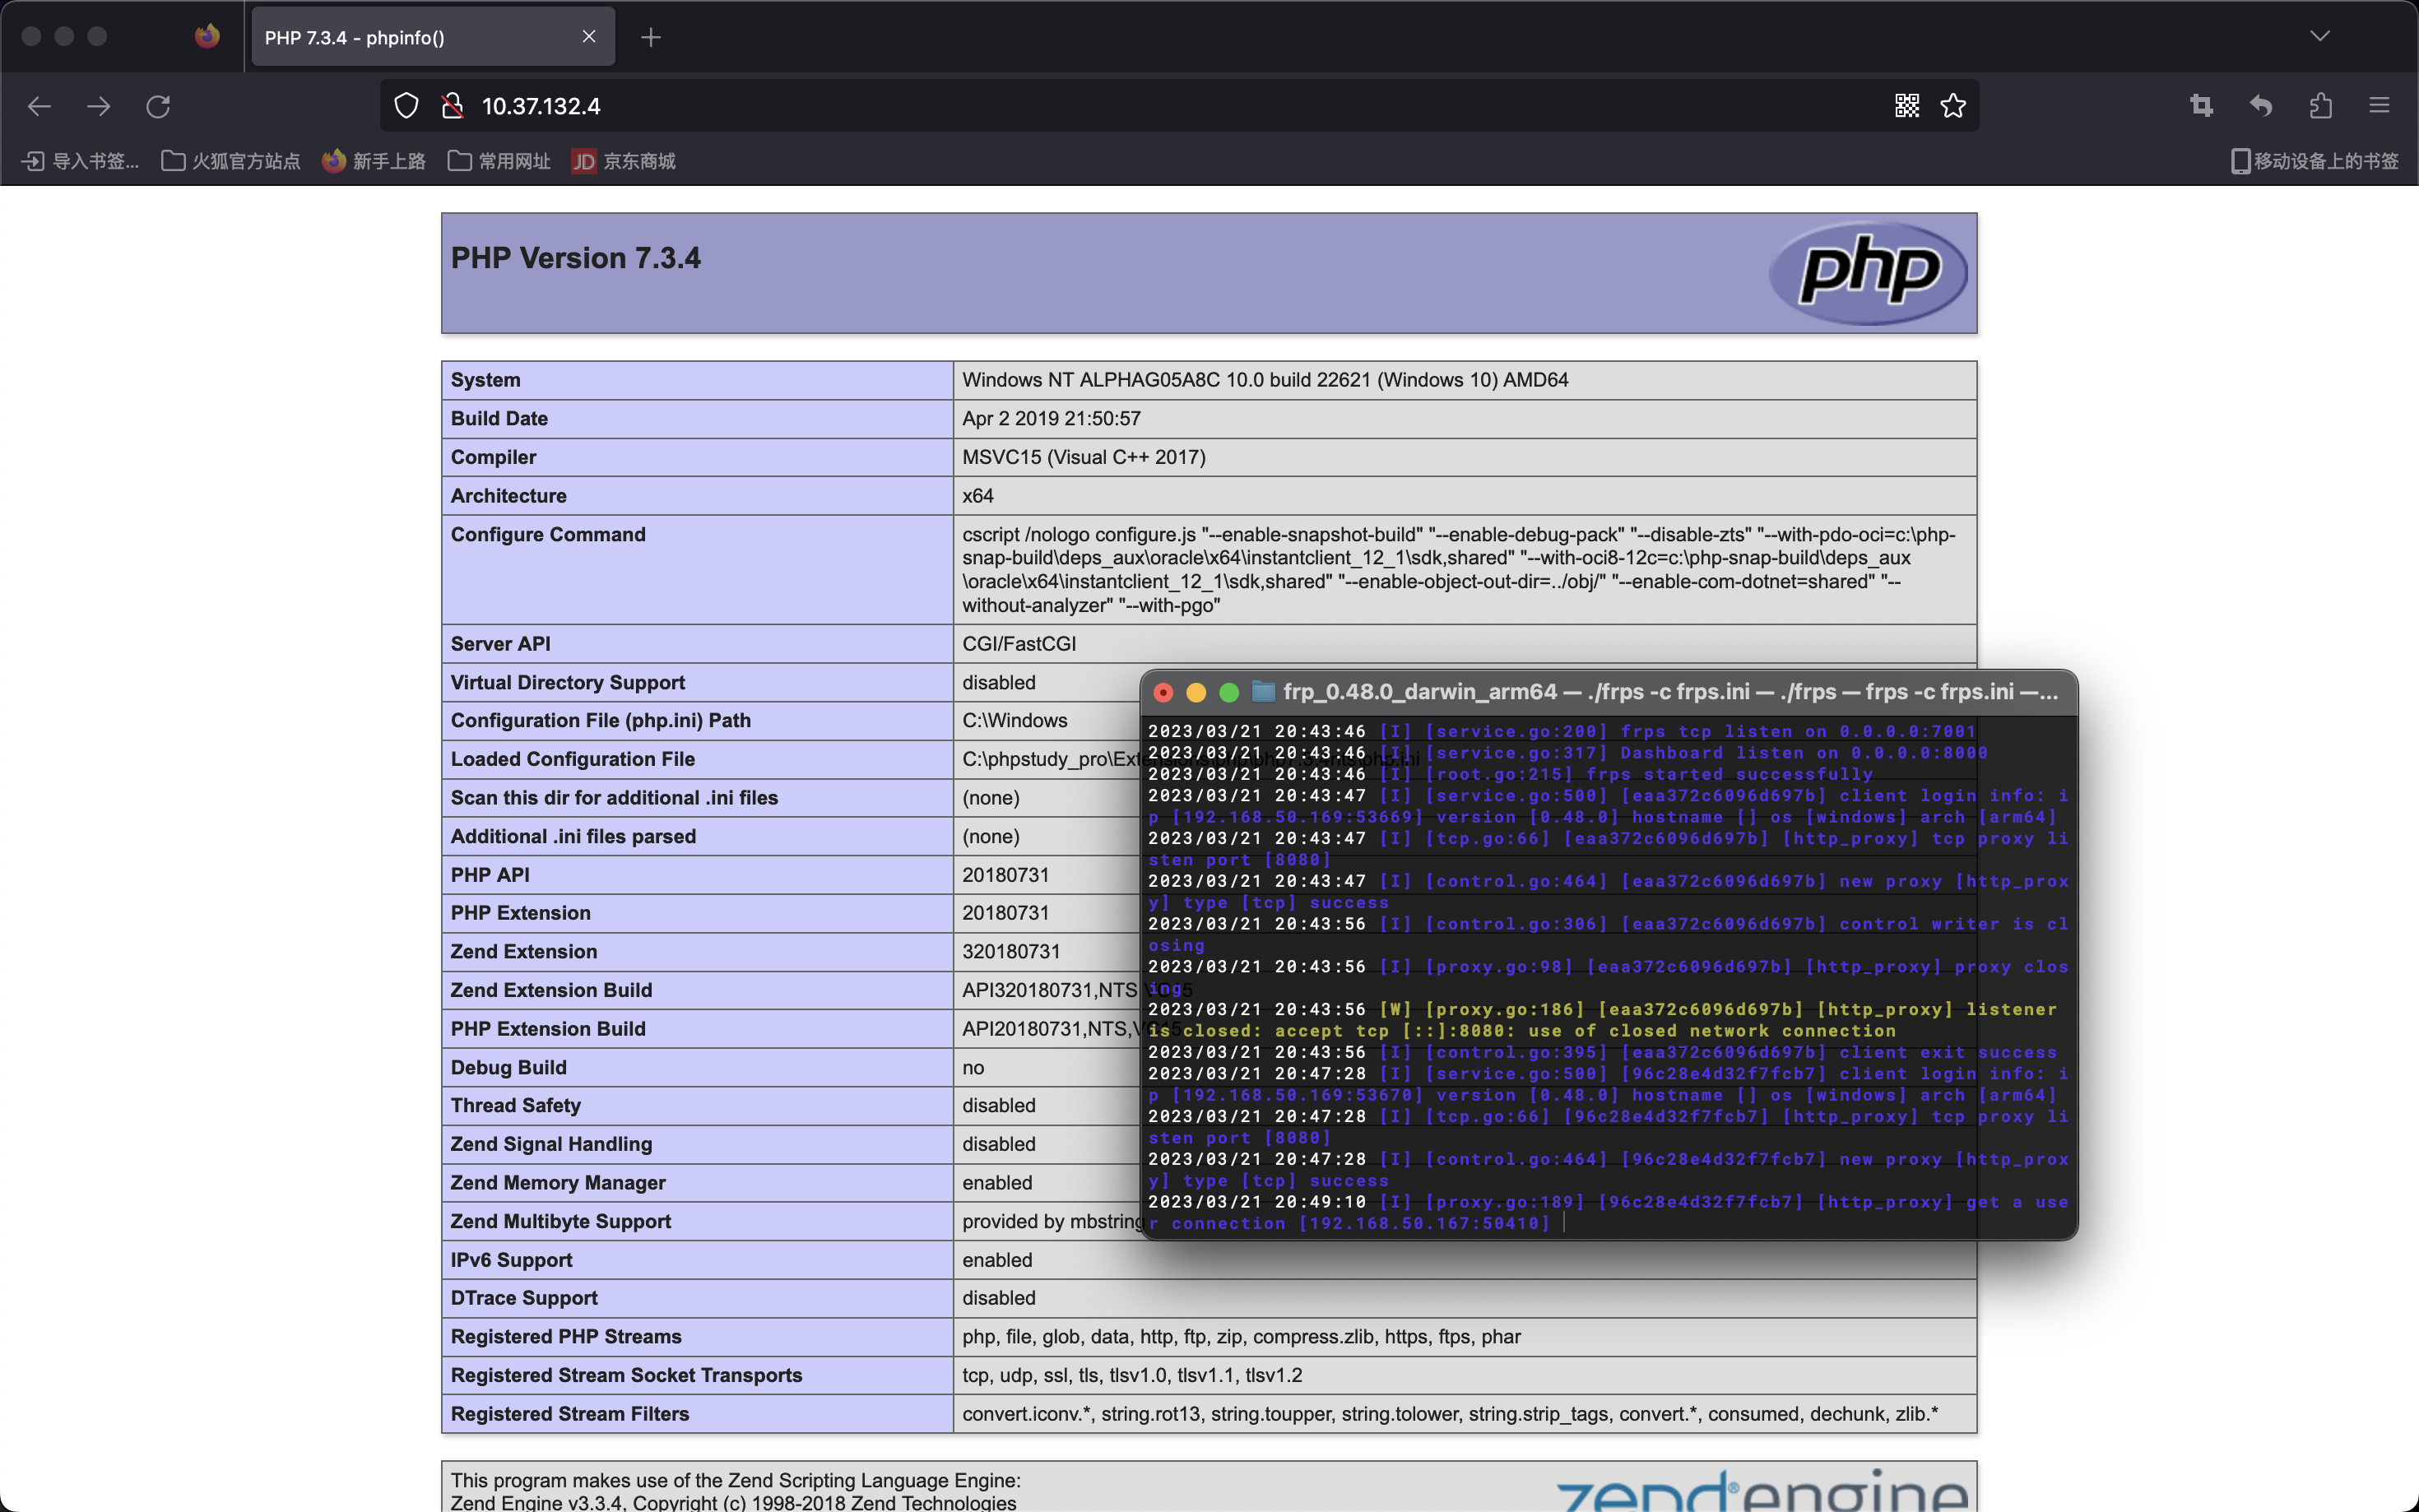 PHP 7.3.4 - phpinfo()
10.37.132.4
导入书签...
火狐官方站点
新手上路
常用网址
JD 京东商城
移动设备上的书签
PHP Version 7.3.4
php
System Windows NT ALPHAG05A8C 10.0 build 22621 (Windows 10) AMD64
Build Date Apr 2 2019 21:50:57
Compiler MSVC15 (Visual C++ 2017)
Architecture x64
Configure Command cscript /nologo configure.js "--enable-snapshot-build" "--enable-debug-pack" "--disable-zts" "--with-pdo-oci=c:\php-
snap-build\deps_aux\oracle\x64\instantclient_12_1\sdk,shared" "--with-oci8-12c=c:\php-snap-build\deps_aux
\oracle\x64\instantclient_12_1\sdk,shared" "--enable-object-out-dir=../obj/" "--enable-com-dotnet=shared" "--
without-analyzer" "--with-pgo"
Server API CGI/FastCGI
Virtual Directory Support disabled
Configuration File (php.ini) Path C:\Windows
Loaded Configuration File C:\phpstudy_pro\Extensions\php\php7.3.4nts\php.ini
Scan this dir for additional .ini files (none)
Additional .ini files parsed (none)
PHP API 20180731
PHP Extension 20180731
Zend Extension 320180731
Zend Extension Build API320180731,NTS,VC15
PHP Extension Build API20180731,NTS,VC15
Debug Build no
Thread Safety disabled
Zend Signal Handling disabled
Zend Memory Manager enabled
Zend Multibyte Support provided by mbstring
IPv6 Support enabled
DTrace Support disabled
Registered PHP Streams php, file, glob, data, http, ftp, zip, compress.zlib, https, ftps, phar
Registered Stream Socket Transports tcp, udp, ssl, tls, tlsv1.0, tlsv1.1, tlsv1.2
Registered Stream Filters convert.iconv.*, string.rot13, string.toupper, string.tolower, string.strip_tags, convert.*, consumed, dechunk, zlib.*
This program makes use of the Zend Scripting Language Engine:
Zend Engine v3.3.4, Copyright (c) 1998-2018 Zend Technologies
zend®engine
frp_0.48.0_darwin_arm64 — ./frps -c frps.ini — ./frps — frps -c frps.ini —...
2023/03/21 20:43:46 [I] [service.go:200] frps tcp listen on 0.0.0.0:7001
2023/03/21 20:43:46 [I] [service.go:317] Dashboard listen on 0.0.0.0:8000
2023/03/21 20:43:46 [I] [root.go:215] frps started successfully
2023/03/21 20:43:47 [I] [service.go:500] [eaa372c6096d697b] client login info: i
p [192.168.50.169:53669] version [0.48.0] hostname [] os [windows] arch [arm64]
2023/03/21 20:43:47 [I] [tcp.go:66] [eaa372c6096d697b] [http_proxy] tcp proxy li
sten port [8080]
2023/03/21 20:43:47 [I] [control.go:464] [eaa372c6096d697b] new proxy [http_prox
y] type [tcp] success
2023/03/21 20:43:56 [I] [control.go:306] [eaa372c6096d697b] control writer is cl
osing
2023/03/21 20:43:56 [I] [proxy.go:98] [eaa372c6096d697b] [http_proxy] proxy clos
ing
2023/03/21 20:43:56 [W] [proxy.go:186] [eaa372c6096d697b] [http_proxy] listener
is closed: accept tcp [::]:8080: use of closed network connection
2023/03/21 20:43:56 [I] [control.go:395] [eaa372c6096d697b] client exit success
2023/03/21 20:47:28 [I] [service.go:500] [96c28e4d32f7fcb7] client login info: i
p [192.168.50.169:53670] version [0.48.0] hostname [] os [windows] arch [arm64]
2023/03/21 20:47:28 [I] [tcp.go:66] [96c28e4d32f7fcb7] [http_proxy] tcp proxy li
sten port [8080]
2023/03/21 20:47:28 [I] [control.go:464] [96c28e4d32f7fcb7] new proxy [http_prox
y] type [tcp] success
2023/03/21 20:49:10 [I] [proxy.go:189] [96c28e4d32f7fcb7] [http_proxy] get a use
r connection [192.168.50.167:50410]